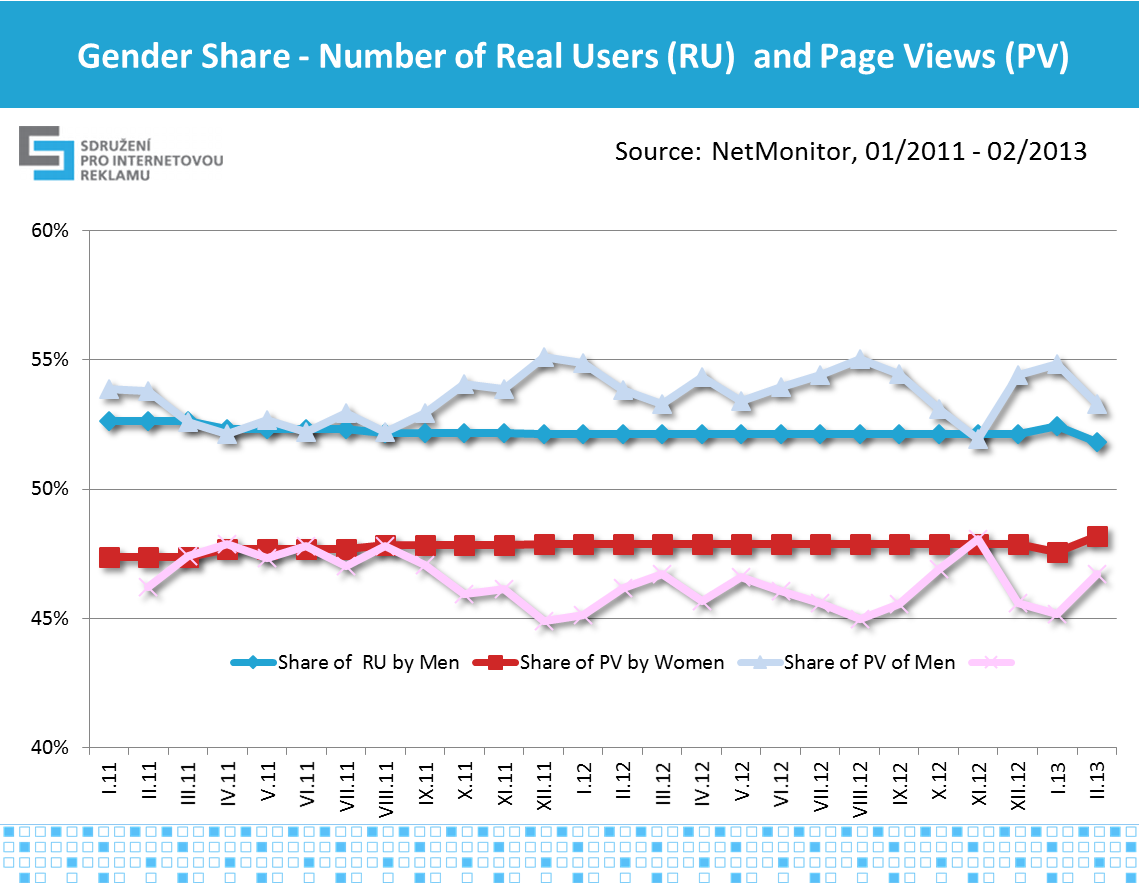 Gender Share - Number of Real Users (RU)  and Page Views (PV)
SDRUŽENÍ
PRO INTERNETOVOU
REKLAMU
Source: NetMonitor, 01/2011 - 02/2013
60%
55%
50%
45%
40%
Share of  RU by Men
Share of PV by Women
Share of PV of Men
I.11
II.11
III.11
IV.11
V.11
VI.11
VII.11
VIII.11
IX.11
X.11
XI.11
XII.11
I.12
II.12
III.12
IV.12
V.12
VI.12
VII.12
VIII.12
IX.12
X.12
XI.12
XII.12
I.13
II.13